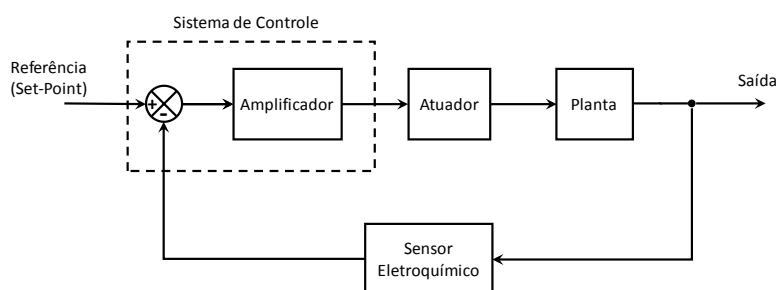 Sistema de Controle
Referência
(Set-Point)
+
-
Amplificador
Atuador
Planta
Saída
Sensor
Eletroquímico